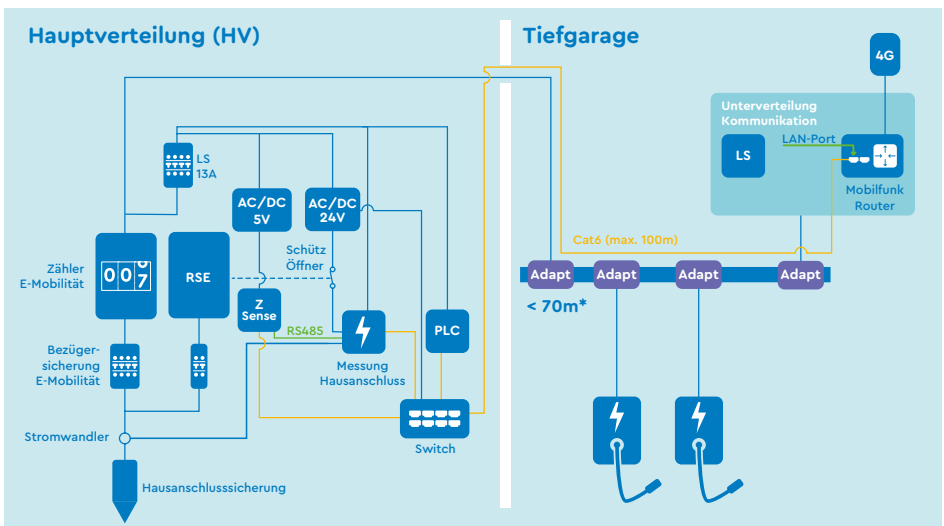 Hauptverteilung (HV)
LS
13A
AC/DC
5V
AC/DC
24V
Schütz
Öffner
Zähler
E-Mobilität
007
RSE
Z
Sense
RS485
PLC
Messung
Hausanschluss
Bezüger-
sicherung
E-Mobilität
Switch
Stromwandler
Hausanschlusssicherung
Tiefgarage
4G
Unterverteilung
Kommunikation
LS
LAN-Port
Mobilfunk
Router
Cat6 (max. 100m)
Adapt
Adapt
Adapt
Adapt
< 70m*